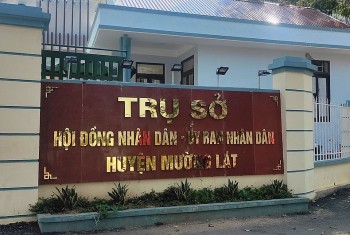 TRỤ SỞ
HỘI ĐỒNG NHÂN DÂN - ỦY BAN NHÂN DÂN
HUYỆN MƯỜNG LÁT